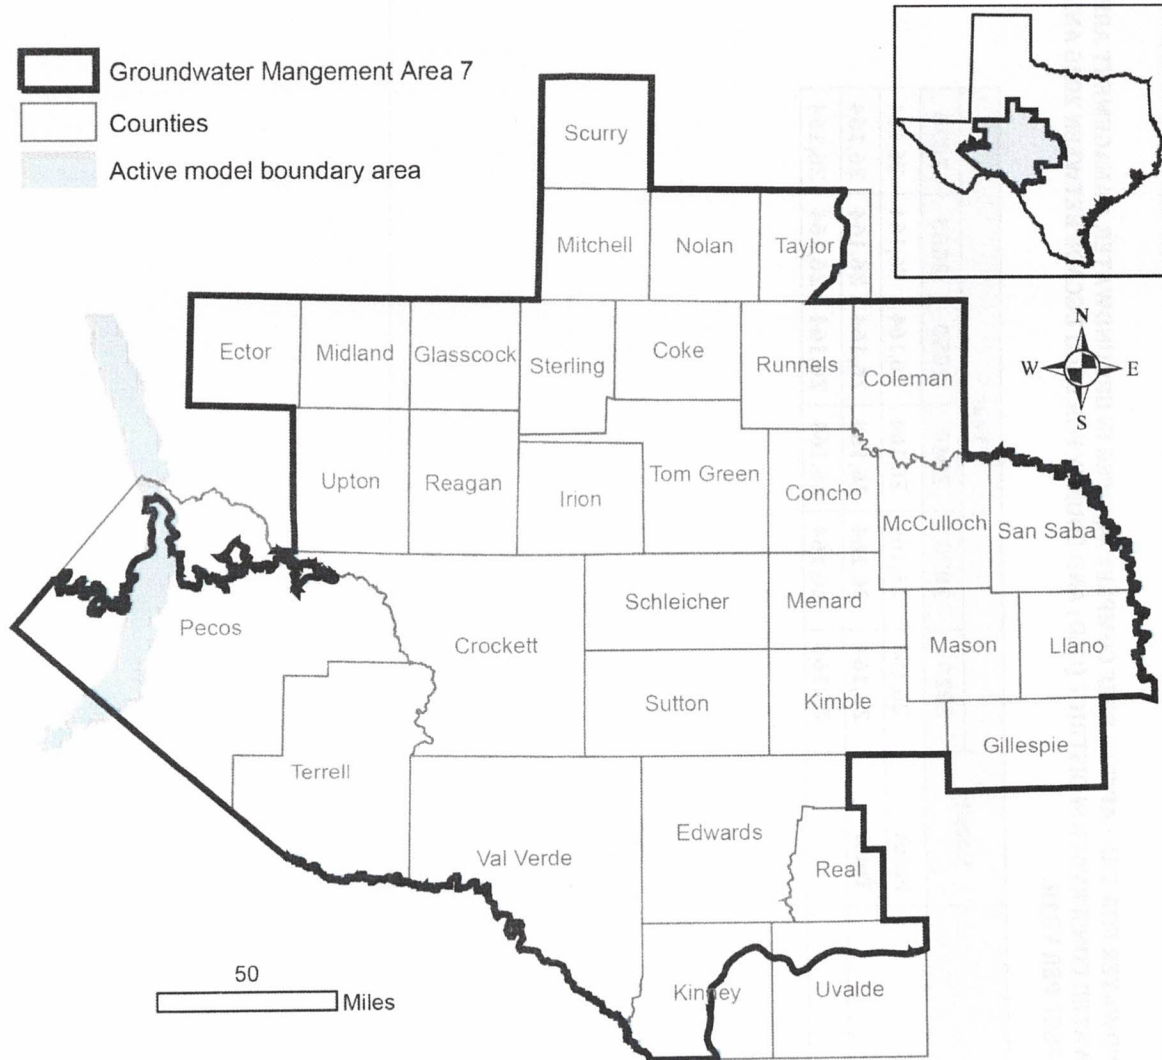 Groundwater Mangement Area 7
Counties
Active model boundary area
Scurry
Mitchell
Nolan
Taylor
Ector
Midland
Glasscock
Sterling
Coke
Runnels
Coleman
N
W
E
S
Upton
Reagan
Irion
Tom Green
Concho
McCulloch
San Saba
Pecos
Crockett
Schleicher
Menard
Mason
Llano
Sutton
Kimble
Gillespie
Terrell
Val Verde
Edwards
Real
Kinney
Uvalde
50
Miles